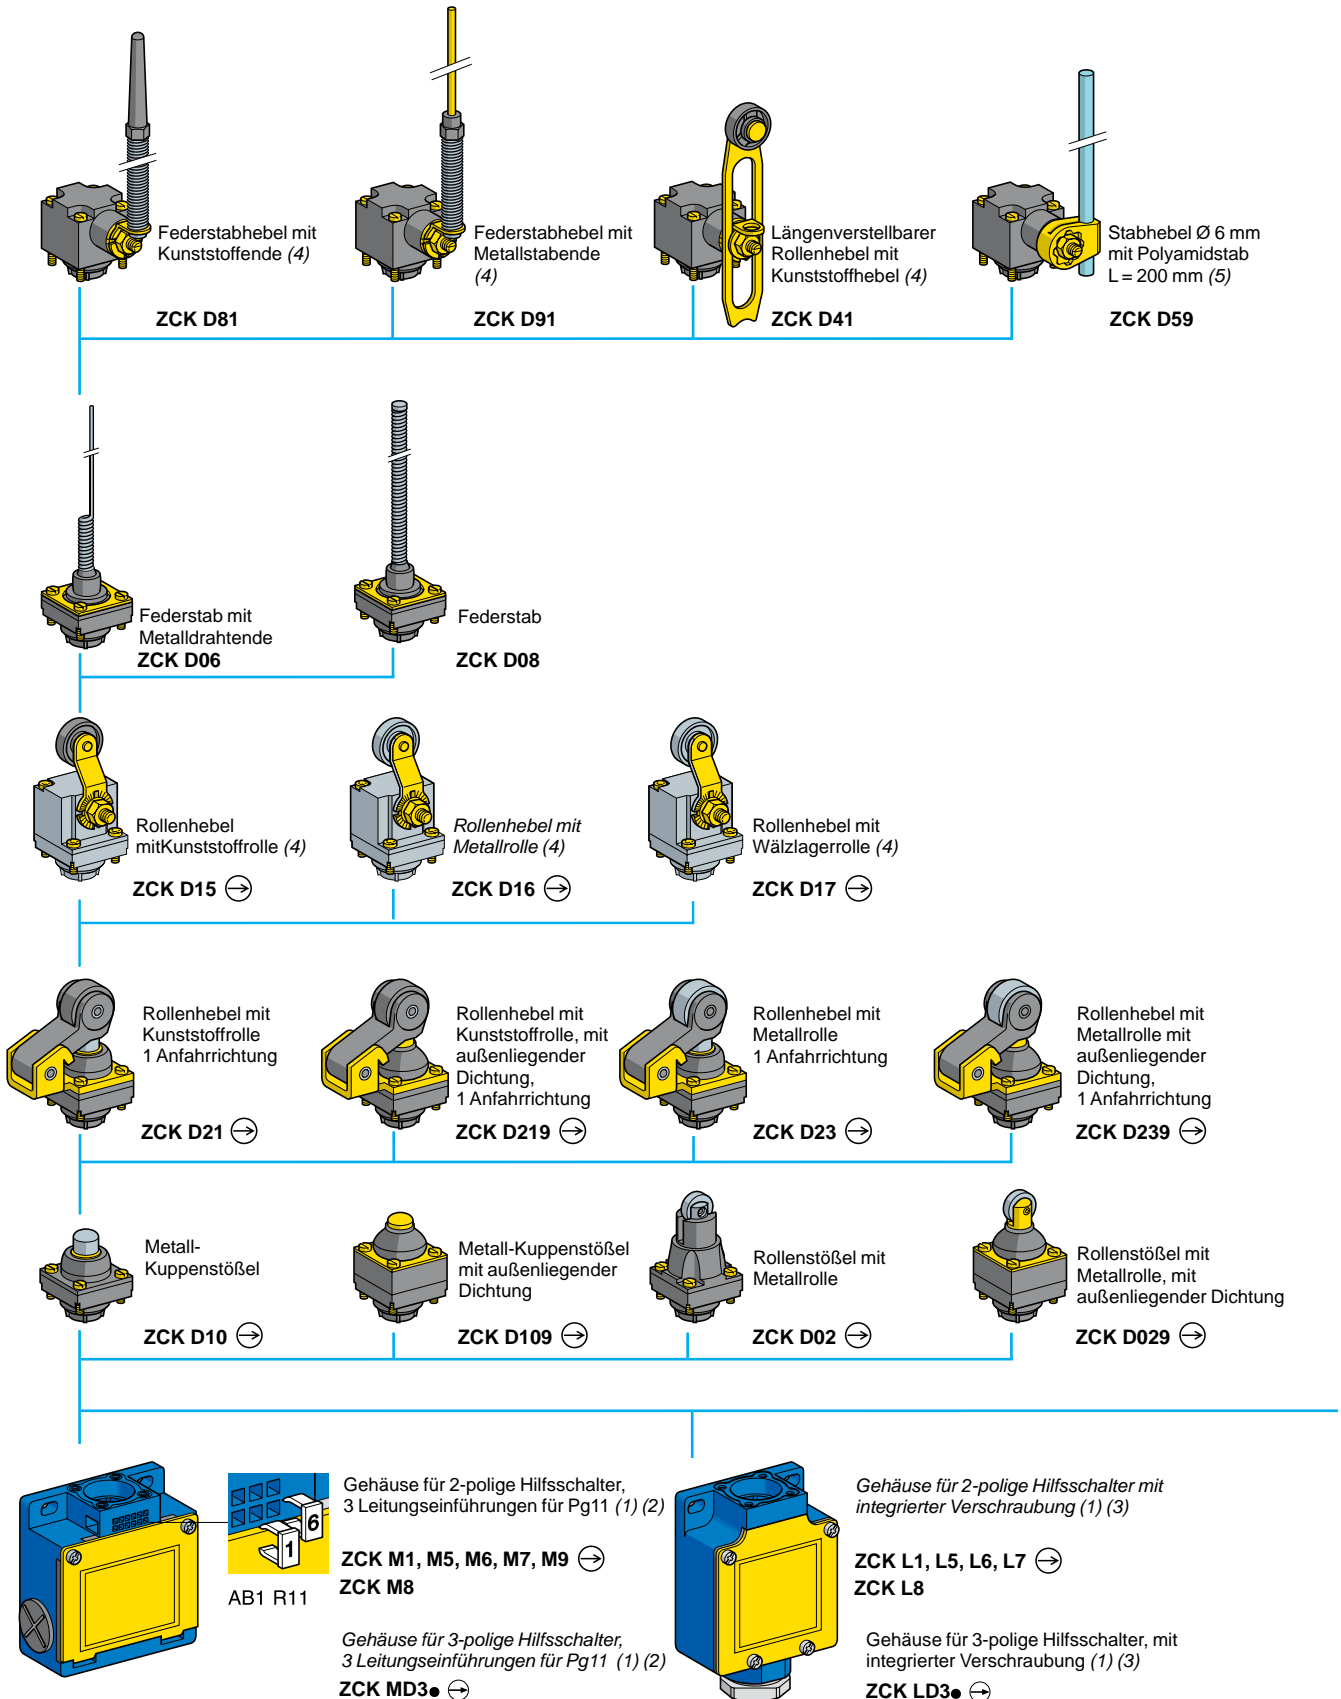 Federstabhebel mit
Kunststoffende (4)
ZCK D81
Federstabhebel mit
Metallstabende
(4)
ZCK D91
Längenverstellbarer
Rollenhebel mit
Kunststoffhebel (4)
ZCK D41
Stabhebel Ø 6 mm
mit Polyamidstab
L = 200 mm (5)
ZCK D59
Federstab mit
Metalldrahtende
ZCK D06
Federstab
ZCK D08
Rollenhebel
mitKunststoffrolle (4)
ZCK D15
Rollenhebel mit
Metallrolle (4)
ZCK D16
Rollenhebel mit
Wälzlagerrolle (4)
ZCK D17
Rollenhebel mit
Kunststoffrolle
1 Anfahrrichtung
ZCK D21
Rollenhebel mit
Kunststoffrolle, mit
außenliegender
Dichtung,
1 Anfahrrichtung
ZCK D219
Rollenhebel mit
Metallrolle
1 Anfahrrichtung
ZCK D23
Rollenhebel mit
Metallrolle mit
außenliegender
Dichtung,
1 Anfahrrichtung
ZCK D239
Metall-
Kuppenstößel
ZCK D10
Metall-Kuppenstößel
mit außenliegender
Dichtung
ZCK D109
Rollenstößel mit
Metallrolle
ZCK D02
Rollenstößel mit
Metallrolle, mit
außenliegender Dichtung
ZCK D029
6
1
AB1 R11
Gehäuse für 2-polige Hilfsschalter,
3 Leitungseinführungen für Pg11 (1) (2)
ZCK M1, M5, M6, M7, M9
ZCK M8
Gehäuse für 3-polige Hilfsschalter,
3 Leitungseinführungen für Pg11 (1) (2)
ZCK MD3●
Gehäuse für 2-polige Hilfsschalter mit
integrierter Verschraubung (1) (3)
ZCK L1, L5, L6, L7
ZCK L8
Gehäuse für 3-polige Hilfsschalter, mit
integrierter Verschraubung (1) (3)
ZCK LD3●